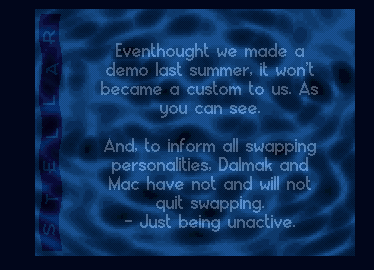 STELLAR
Eventhought we made a
demo last summer, it won't
became a custom to us. As
you can see.
And, to inform all swapping
personalities, Dalmak and
Mac have not and will not
quit swapping.
- Just being unactive.